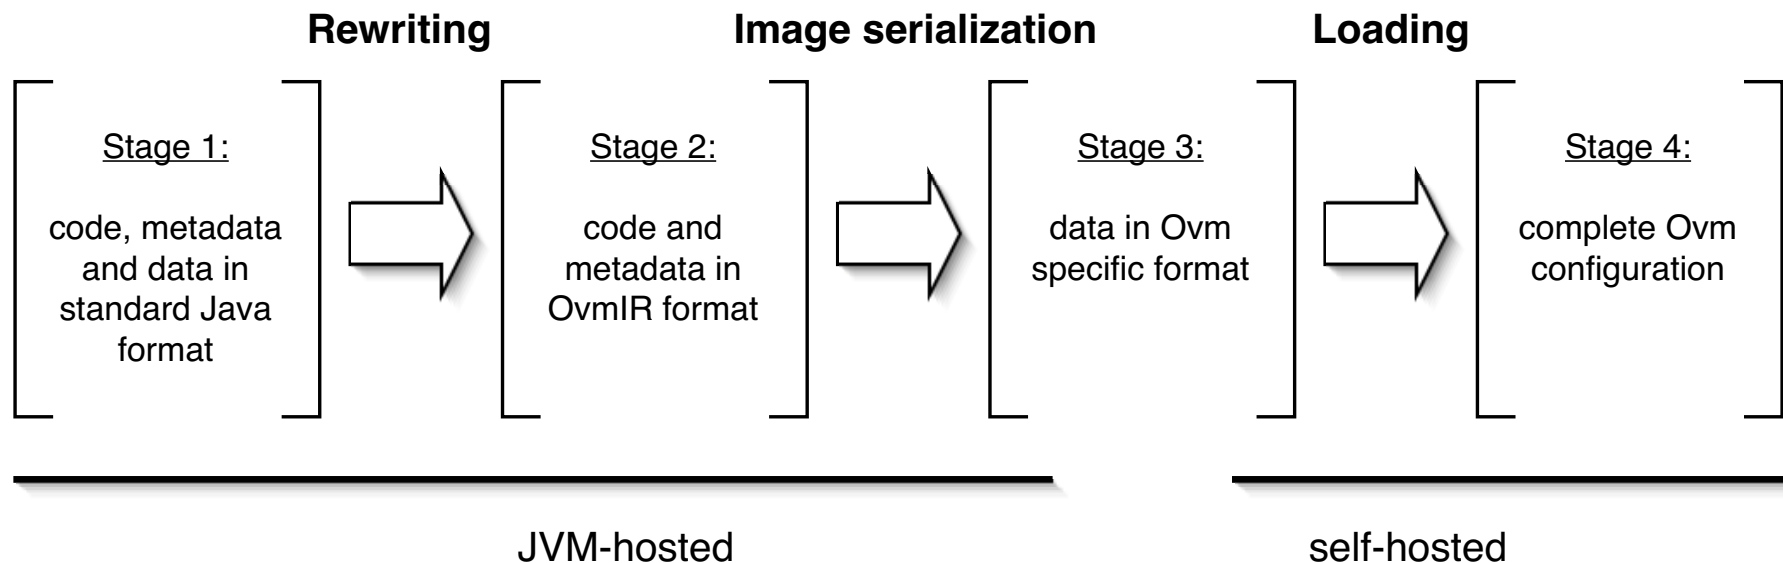 Rewriting
Image serialization
Loading
Stage 1:
code, metadata
and data in
standard Java
format
Stage 2:
code and
metadata in
OvmIR format
Stage 3:
data in Ovm
specific format
Stage 4:
complete Ovm
configuration
JVM-hosted
self-hosted